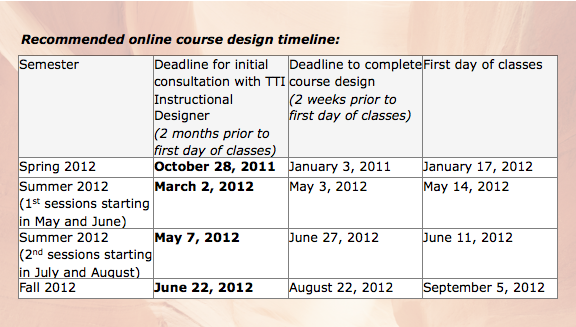 Recommended online course design timeline:
Semester
Deadline for initial
consultation with TTI
Instructional
Designer
(2 months prior to
first day of classes)
Deadline to complete
course design
(2 weeks prior to
first day of classes)
First day of classes
Spring 2012
October 28, 2011
January 3, 2011
January 17, 2012
Summer 2012
(1st sessions starting
in May and June)
March 2, 2012
May 3, 2012
May 14, 2012
Summer 2012
(2nd sessions starting
in July and August)
May 7, 2012
June 27, 2012
June 11, 2012
Fall 2012
June 22, 2012
August 22, 2012
September 5, 2012